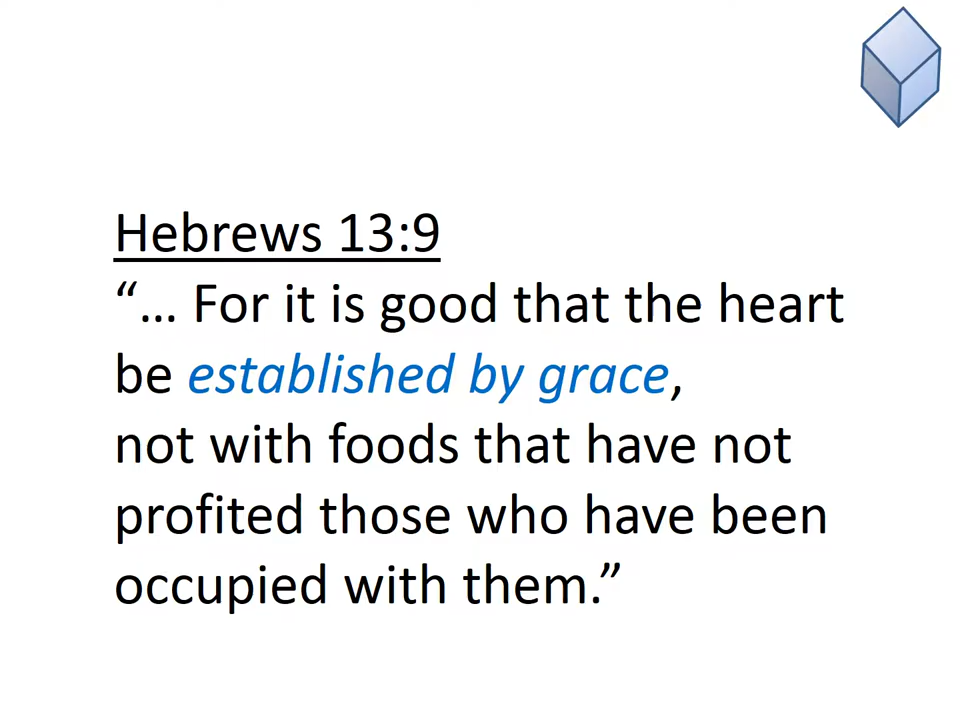 Hebrews 13:9
“… For it is good that the heart
be established by grace,
not with foods that have not
profited those who have been
occupied with them.”